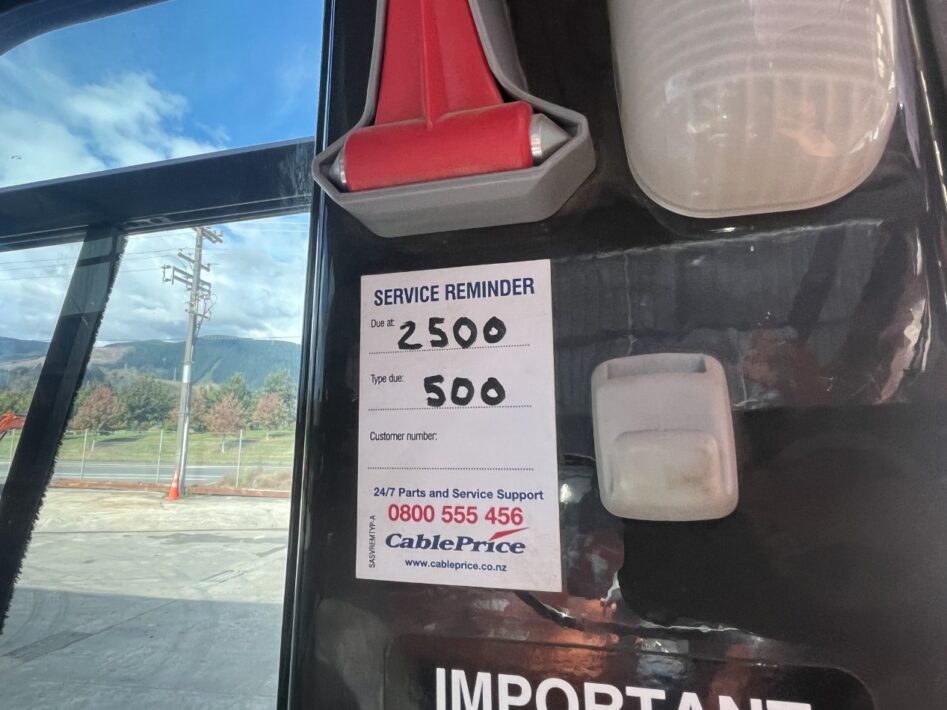 SERVICE REMINDER
Due at: 2500
Type due: 500
Customer number:
24/7 Parts and Service Support
0800 555 456
CablePrice
www.cableprice.co.nz
SASVREMTYP-A
IMPORTANT